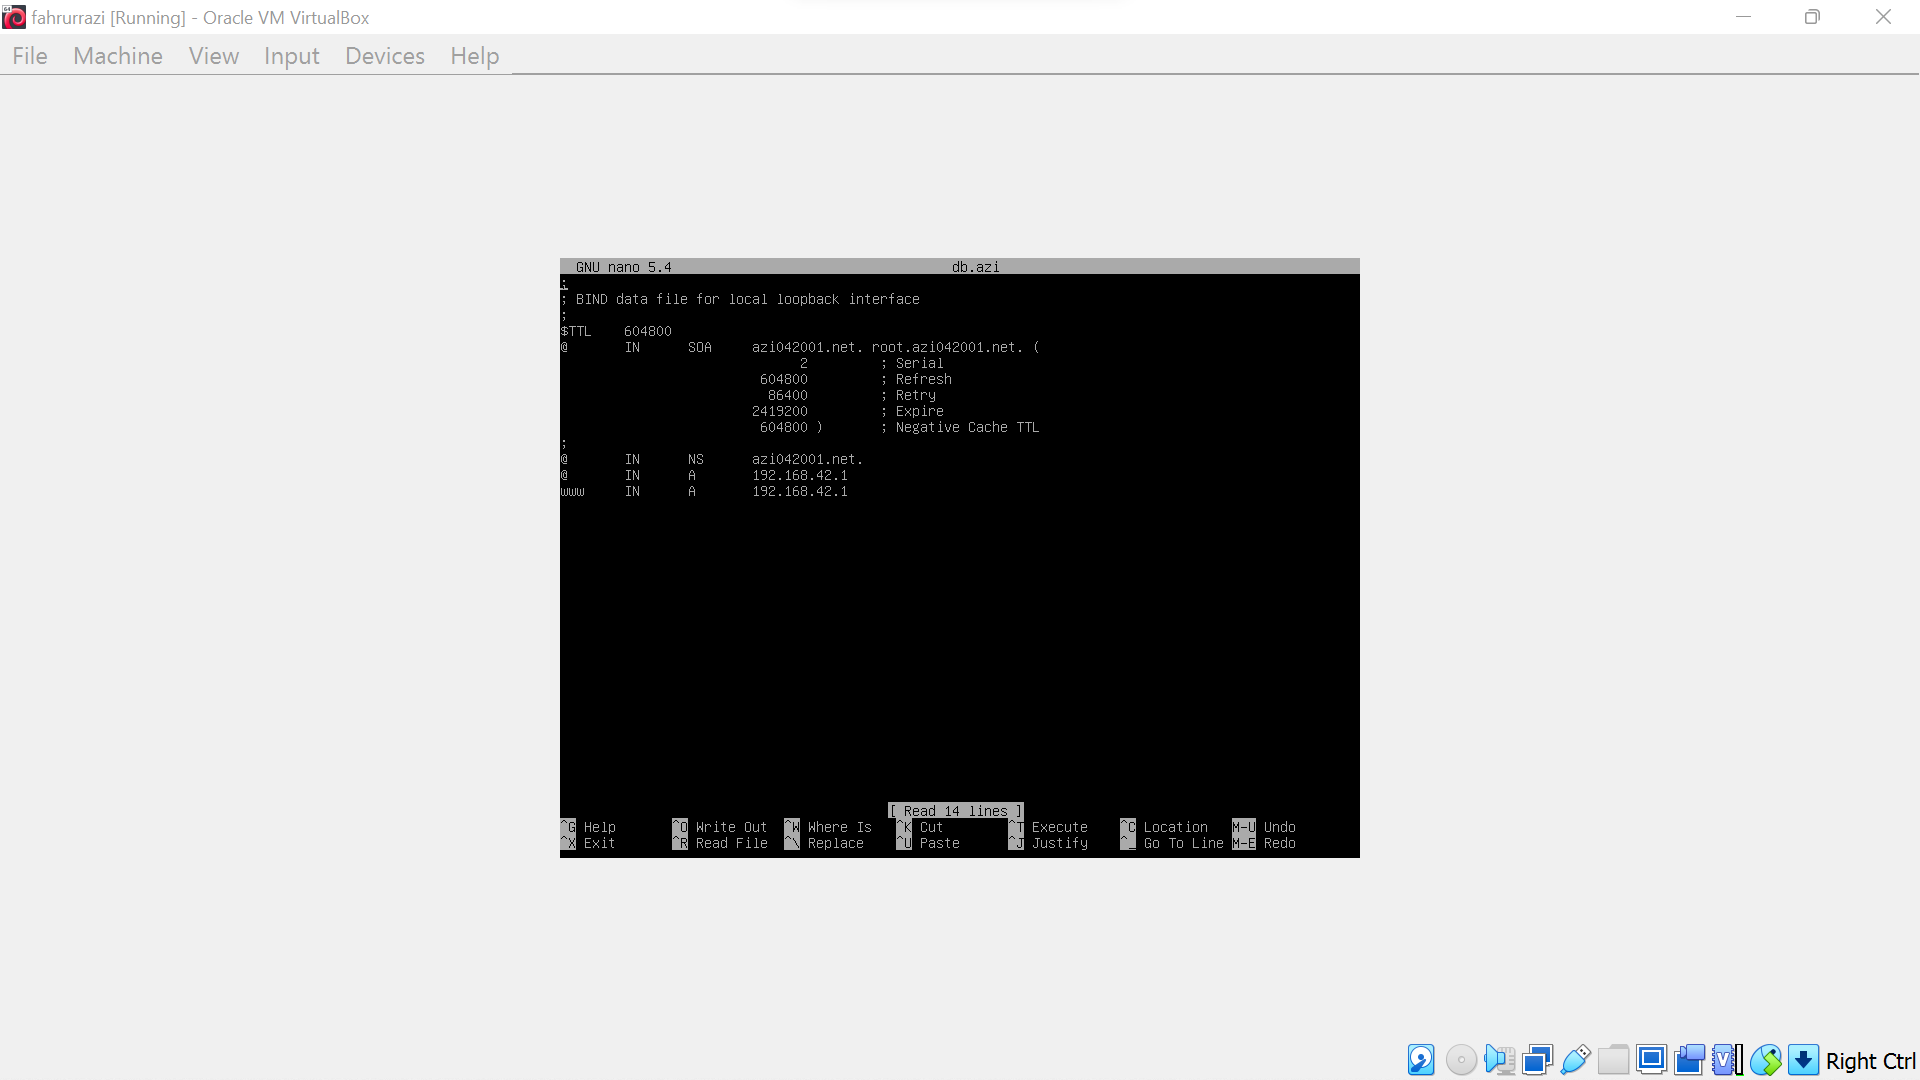 fahrurrazi [Running] - Oracle VM VirtualBox
File Machine View Input Devices Help
GNU nano 5.4 db.azi
;
; BIND data file for local loopback interface
;
$TTL 604800
@ IN SOA azi042001.net. root.azi042001.net. (
2 ; Serial
604800 ; Refresh
86400 ; Retry
2419200 ; Expire
604800 ) ; Negative Cache TTL
;
@ IN NS azi042001.net.
@ IN A 192.168.42.1
www IN A 192.168.42.1
[ Read 14 lines ]
^G Help ^O Write Out ^W Where Is ^K Cut ^T Execute ^C Location M-U Undo
^X Exit ^R Read File ^\ Replace ^U Paste ^J Justify ^_ Go To Line M-E Redo
Right Ctrl